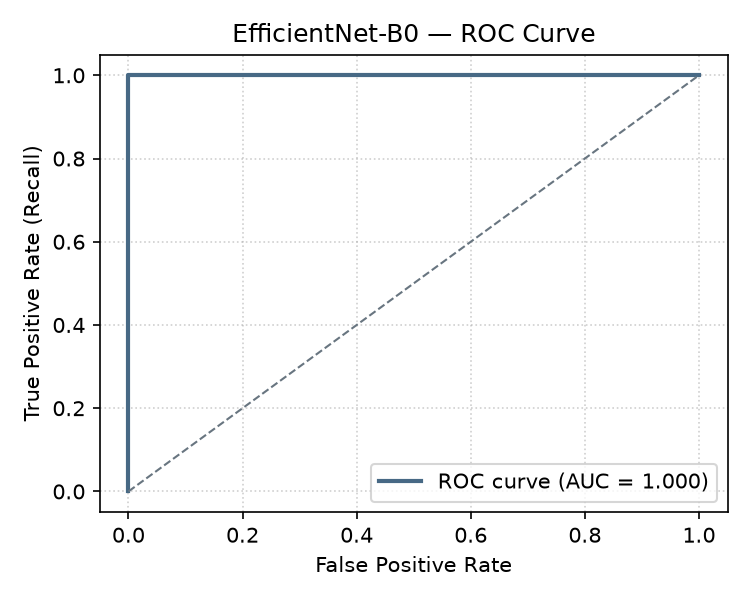 EfficientNet-B0 — ROC Curve
True Positive Rate (Recall)
1.0
0.8
0.6
0.4
0.2
0.0
ROC curve (AUC = 1.000)
0.0 0.2 0.4 0.6 0.8 1.0
False Positive Rate